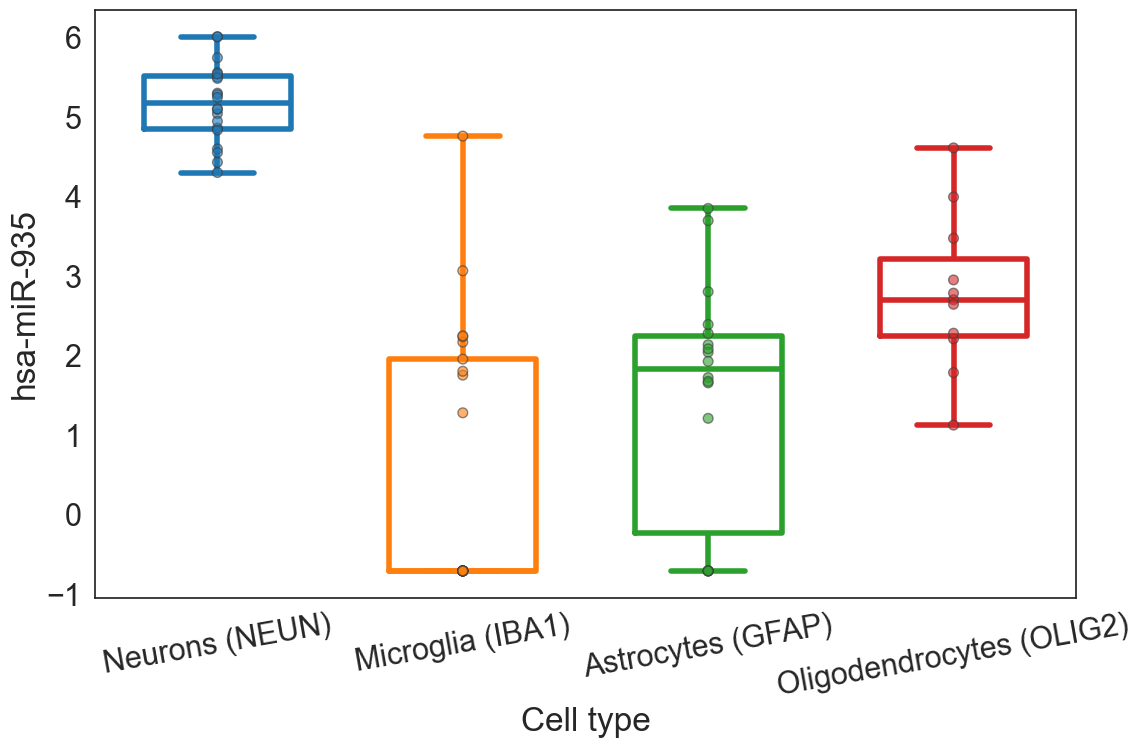 hsa-miR-935
6
5
4
3
2
1
0
−1
Neurons (NEUN)
Microglia (IBA1)
Astrocytes (GFAP)
Oligodendrocytes (OLIG2)
Cell type